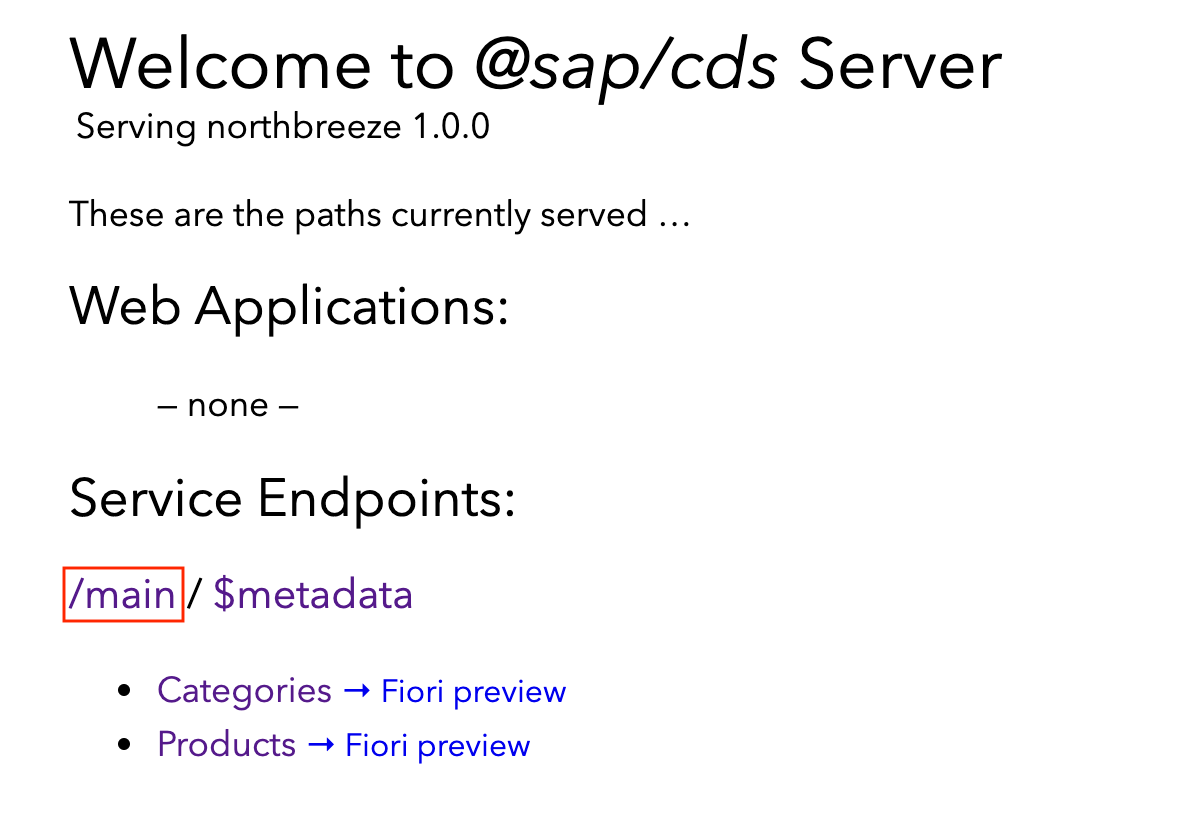 Welcome to @sap/cds Server
Serving northbreeze 1.0.0
These are the paths currently served …
Web Applications:
– none –
Service Endpoints:
/main / $metadata
• Categories → Fiori preview
• Products → Fiori preview